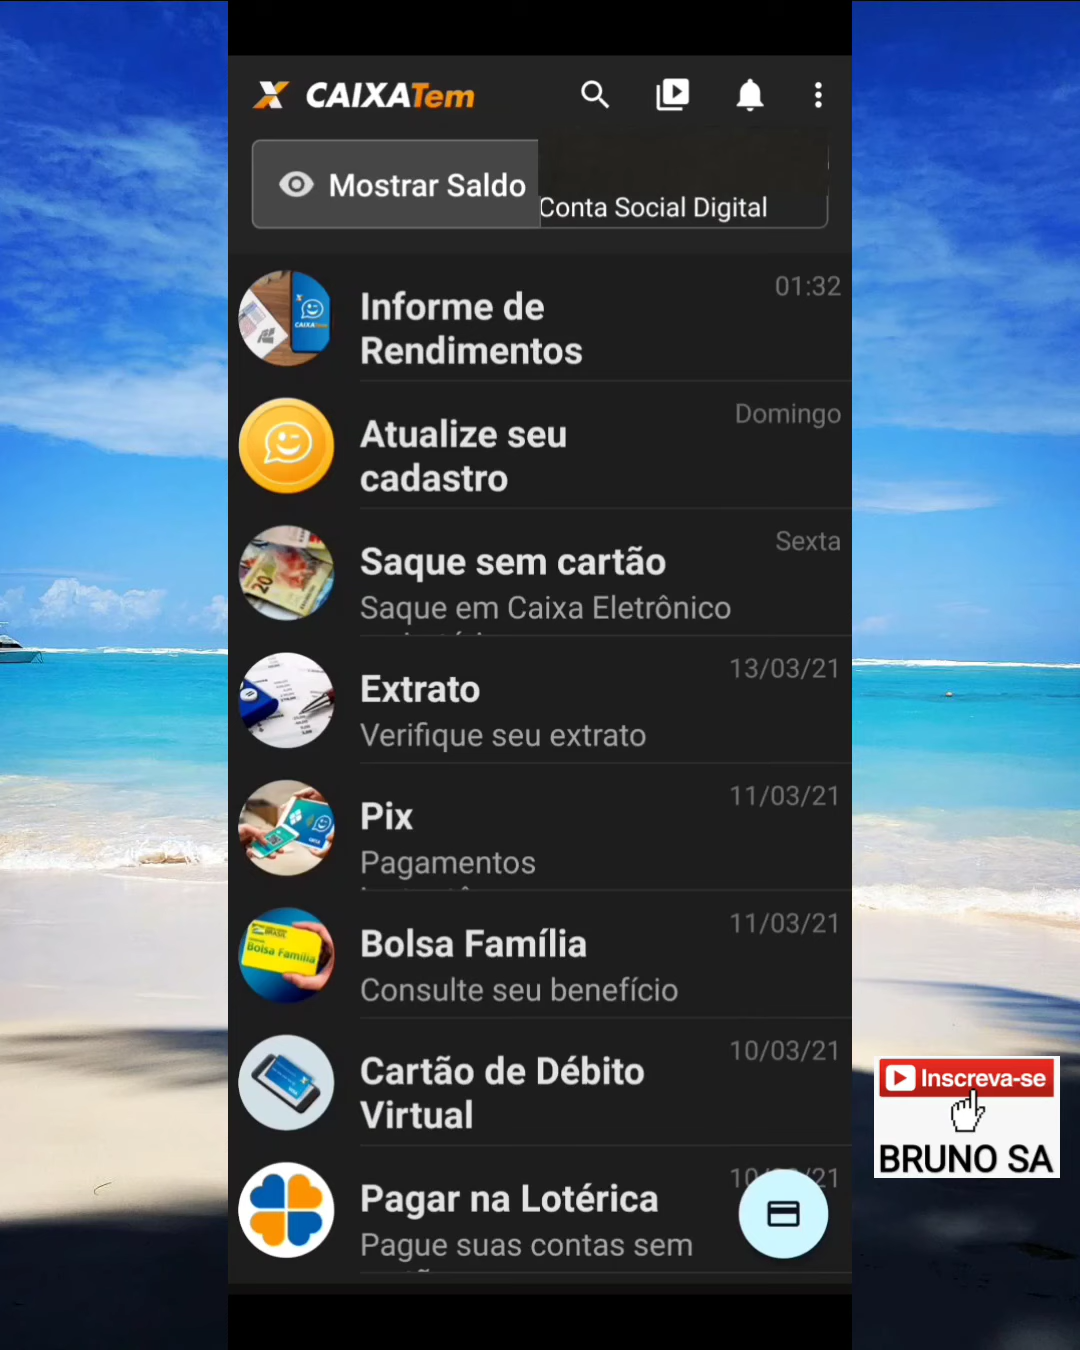 CAIXATem
Mostrar Saldo
Conta Social Digital
01:32
Informe de
Rendimentos
Domingo
Atualize seu
cadastro
Sexta
Saque sem cartão
Saque em Caixa Eletrônico
13/03/21
Extrato
Verifique seu extrato
11/03/21
Pix
Pagamentos
11/03/21
Bolsa Família
Bolsa Família
Consulte seu benefício
10/03/21
Cartão de Débito
Virtual
Pagar na Lotérica
Pague suas contas sem
Inscreva-se
BRUNO SA